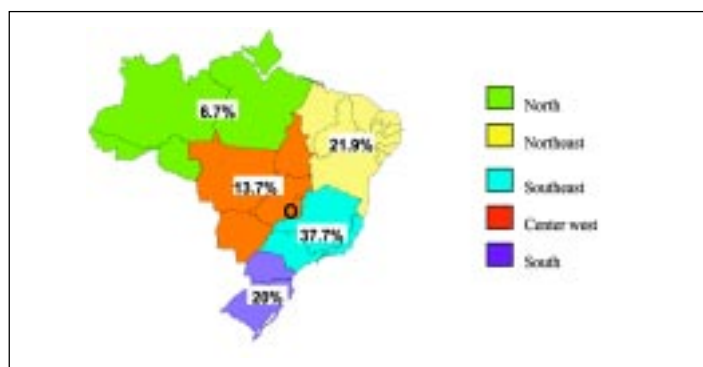 6.7%
21.9%
13.7%
O
37.7%
20%
North
Northeast
Southeast
Center west
South